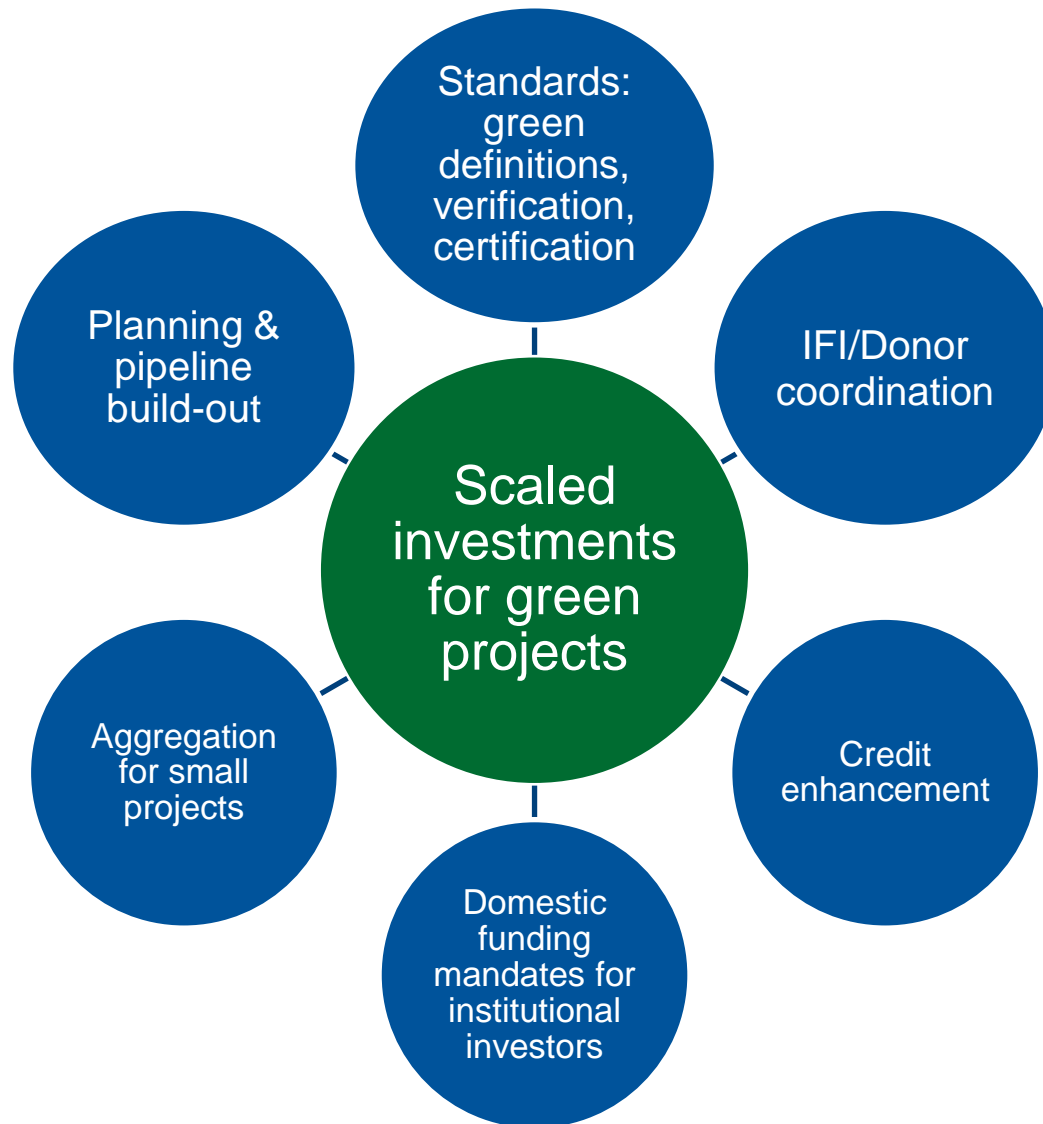 Standards:
green
definitions,
verification,
certification
Planning &
pipeline
build-out
IFI/Donor
coordination
Scaled
investments
for green
projects
Aggregation
for small
projects
Credit
enhancement
Domestic
funding
mandates for
institutional
investors